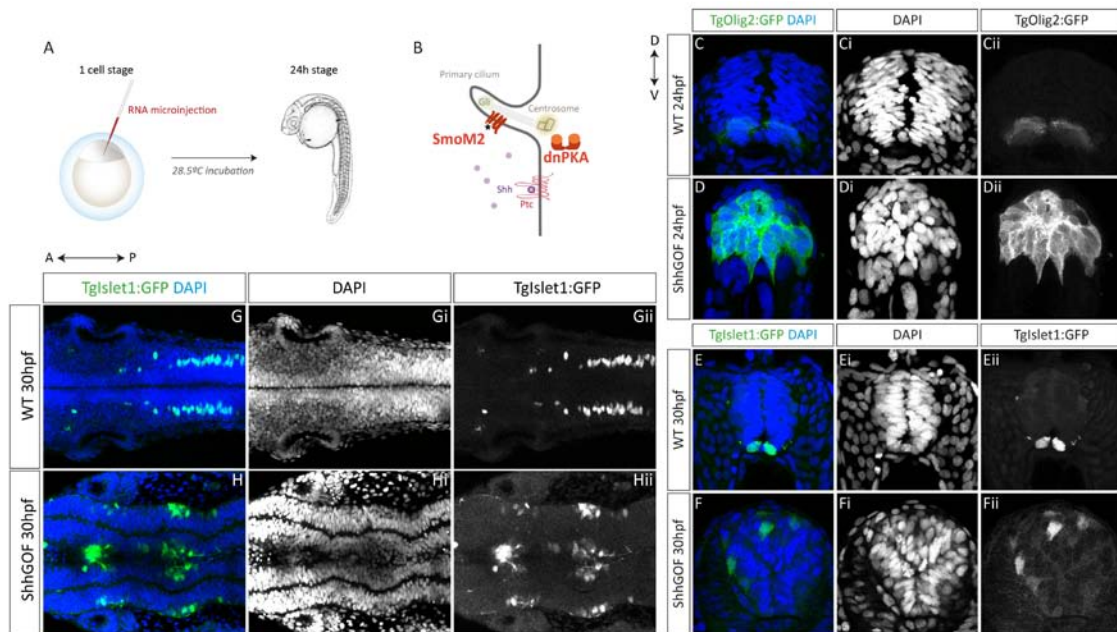 A
1 cell stage
RNA microinjection
28.5ºC incubation
24h stage
B
Primary cilium
Gli
Centrosome
SmoM2
dnPKA
Shh
Ptc
D
V
TgOlig2:GFP DAPI
DAPI
TgOlig2:GFP
WT 24hpf
C
Ci
Cii
ShhGOF 24hpf
D
Di
Dii
TgIslet1:GFP DAPI
DAPI
TgIslet1:GFP
WT 30hpf
E
Ei
Eii
ShhGOF 30hpf
F
Fi
Fii
A
P
TgIslet1:GFP DAPI
DAPI
TgIslet1:GFP
WT 30hpf
G
Gi
Gii
ShhGOF 30hpf
H
Hi
Hii